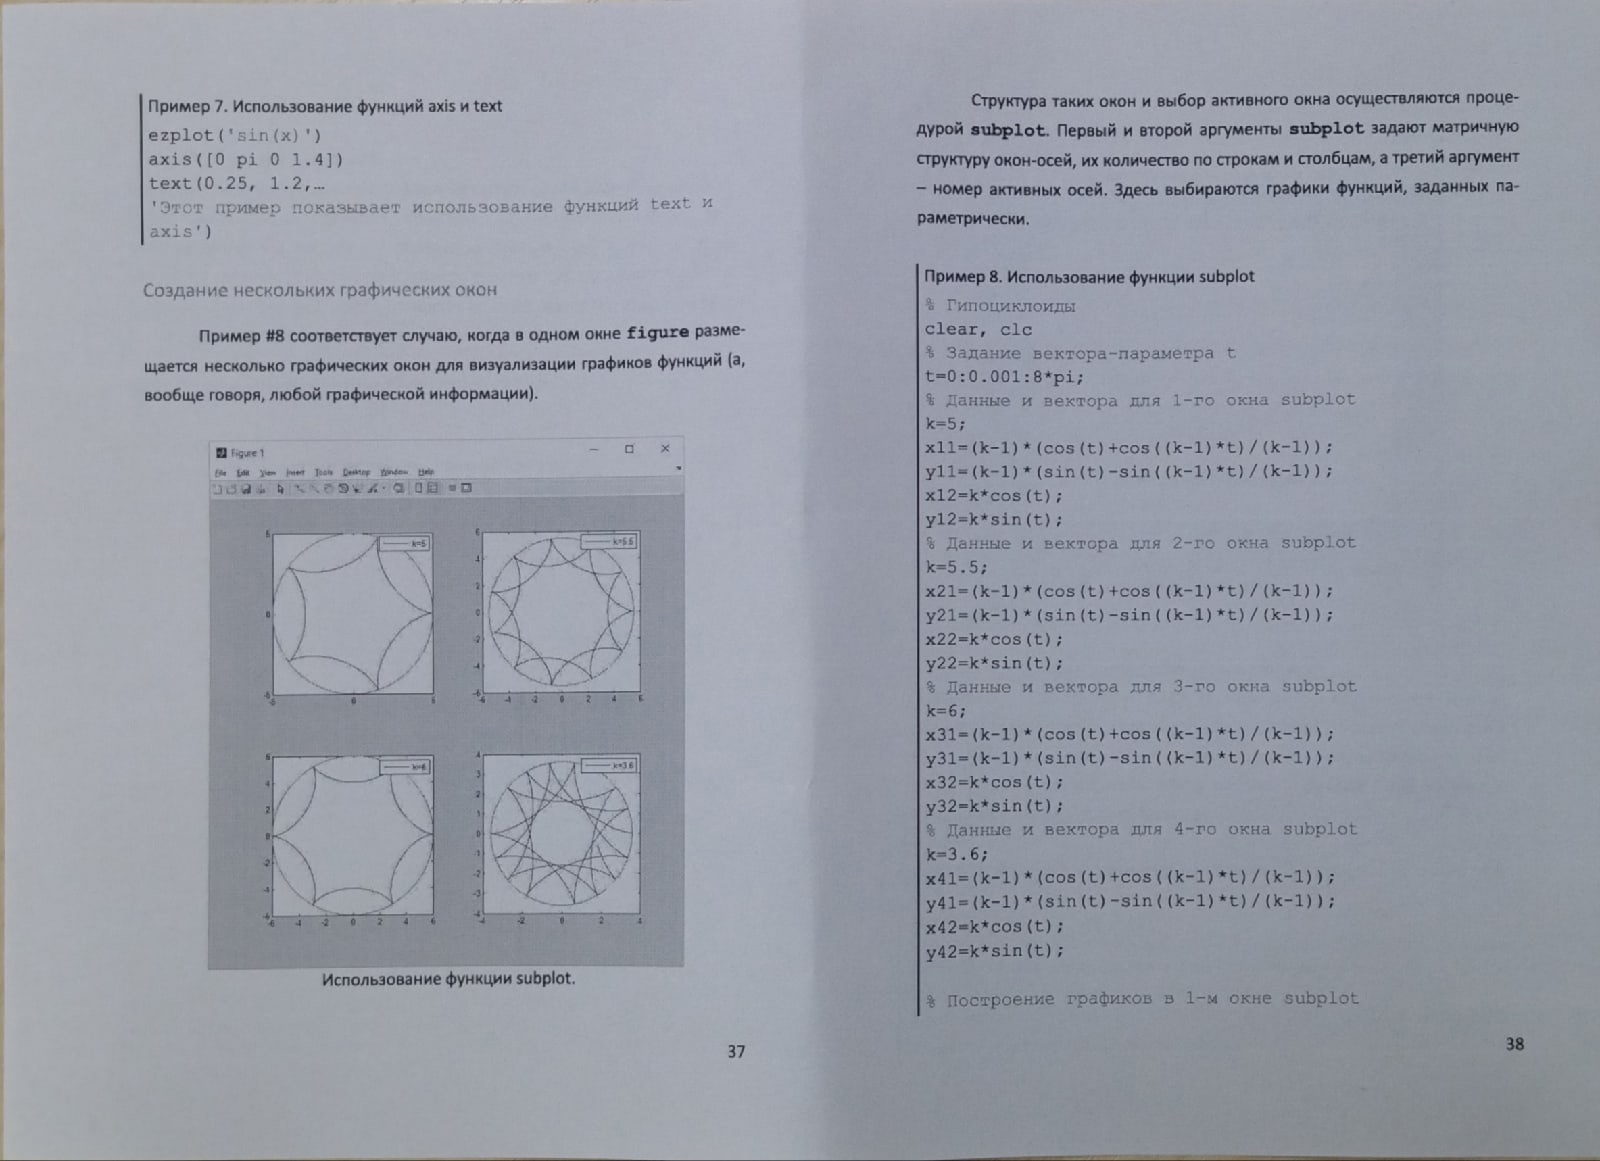 Пример 7. Использование функций axis и text
ezplot('sin(x)')
axis([0 pi 0 1.4])
text(0.25, 1.2,…
'Этот пример показывает использование функций text и
axis')
Создание нескольких графических окон
Пример #8 соответствует случаю, когда в одном окне figure разме-
щается несколько графических окон для визуализации графиков функций (а,
вообще говоря, любой графической информации).
Figure 1
File Edit View Insert Tools Desktop Window Help
k=5
k=5.5
k=6
k=3.6
Использование функции subplot.
37
Структура таких окон и выбор активного окна осуществляются проце-
дурой subplot. Первый и второй аргументы subplot задают матричную
структуру окон-осей, их количество по строкам и столбцам, а третий аргумент
– номер активных осей. Здесь выбираются графики функций, заданных па-
раметрически.
Пример 8. Использование функции subplot
% Гипоциклоиды
clear, clc
% Задание вектора-параметра t
t=0:0.001:8*pi;
% Данные и вектора для 1-го окна subplot
k=5;
x11=(k-1)*(cos(t)+cos((k-1)*t)/(k-1));
y11=(k-1)*(sin(t)-sin((k-1)*t)/(k-1));
x12=k*cos(t);
y12=k*sin(t);
% Данные и вектора для 2-го окна subplot
k=5.5;
x21=(k-1)*(cos(t)+cos((k-1)*t)/(k-1));
y21=(k-1)*(sin(t)-sin((k-1)*t)/(k-1));
x22=k*cos(t);
y22=k*sin(t);
% Данные и вектора для 3-го окна subplot
k=6;
x31=(k-1)*(cos(t)+cos((k-1)*t)/(k-1));
y31=(k-1)*(sin(t)-sin((k-1)*t)/(k-1));
x32=k*cos(t);
y32=k*sin(t);
% Данные и вектора для 4-го окна subplot
k=3.6;
x41=(k-1)*(cos(t)+cos((k-1)*t)/(k-1));
y41=(k-1)*(sin(t)-sin((k-1)*t)/(k-1));
x42=k*cos(t);
y42=k*sin(t);
% Построение графиков в 1-м окне subplot
38